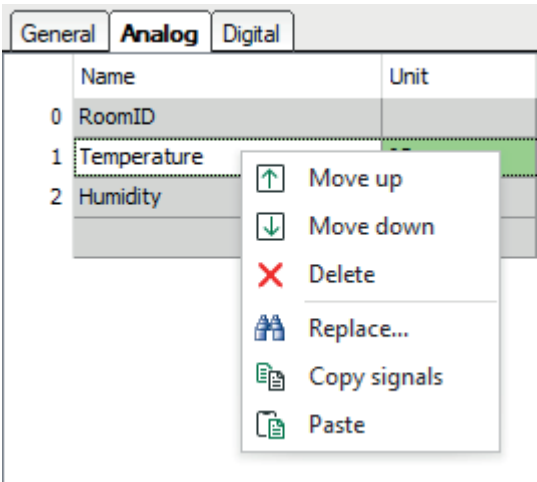 General Analog Digital
Name Unit
0 RoomID
1 Temperature
2 Humidity
Move up
Move down
Delete
Replace...
Copy signals
Paste